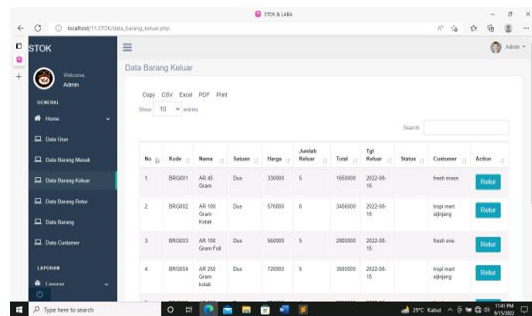 STOK & LABA
localhost/11.STOK/data_barang_keluar.php
STOK
Admin
Welcome,
Admin
GENERAL
Home
Data User
Data Barang Masuk
Data Barang Keluar
Data Barang Retur
Data Barang
Data Customer
LAPORAN
Data Barang Keluar
Copy CSV Excel PDF Print
Show 10 entries
Search
No Kode Nama Satuan Harga Jumlah Keluar Total Tgl Keluar Status Customer Action
1 BRG001 AR 45 Gram Dus 330000 5 1650000 2022-08-15 fresh moon Retur
2 BRG002 AR 100 Gram Kotak Dus 576000 6 3456000 2022-08-15 tropi mart Retur
3 BRG003 AR 100 Gram Dus 560000 5 2800000 2022-08-15 fresh one Retur
4 BRG004 AR 250 Gram kotak Dus 720000 5 3600000 2022-08-15 tropi mart Retur
Type here to search
29°C Kabut
11:41 PM
8/15/2022